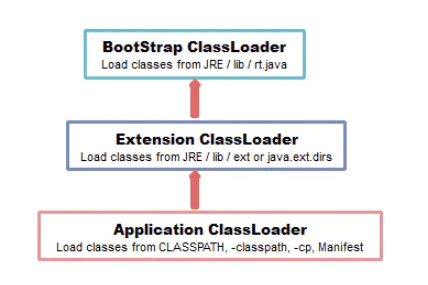 BootStrap ClassLoader
Load classes from JRE / lib / rt.java
Extension ClassLoader
Load classes from JRE / lib / ext or java.ext.dirs
Application ClassLoader
Load classes from CLASSPATH, -classpath, -cp, Manifest